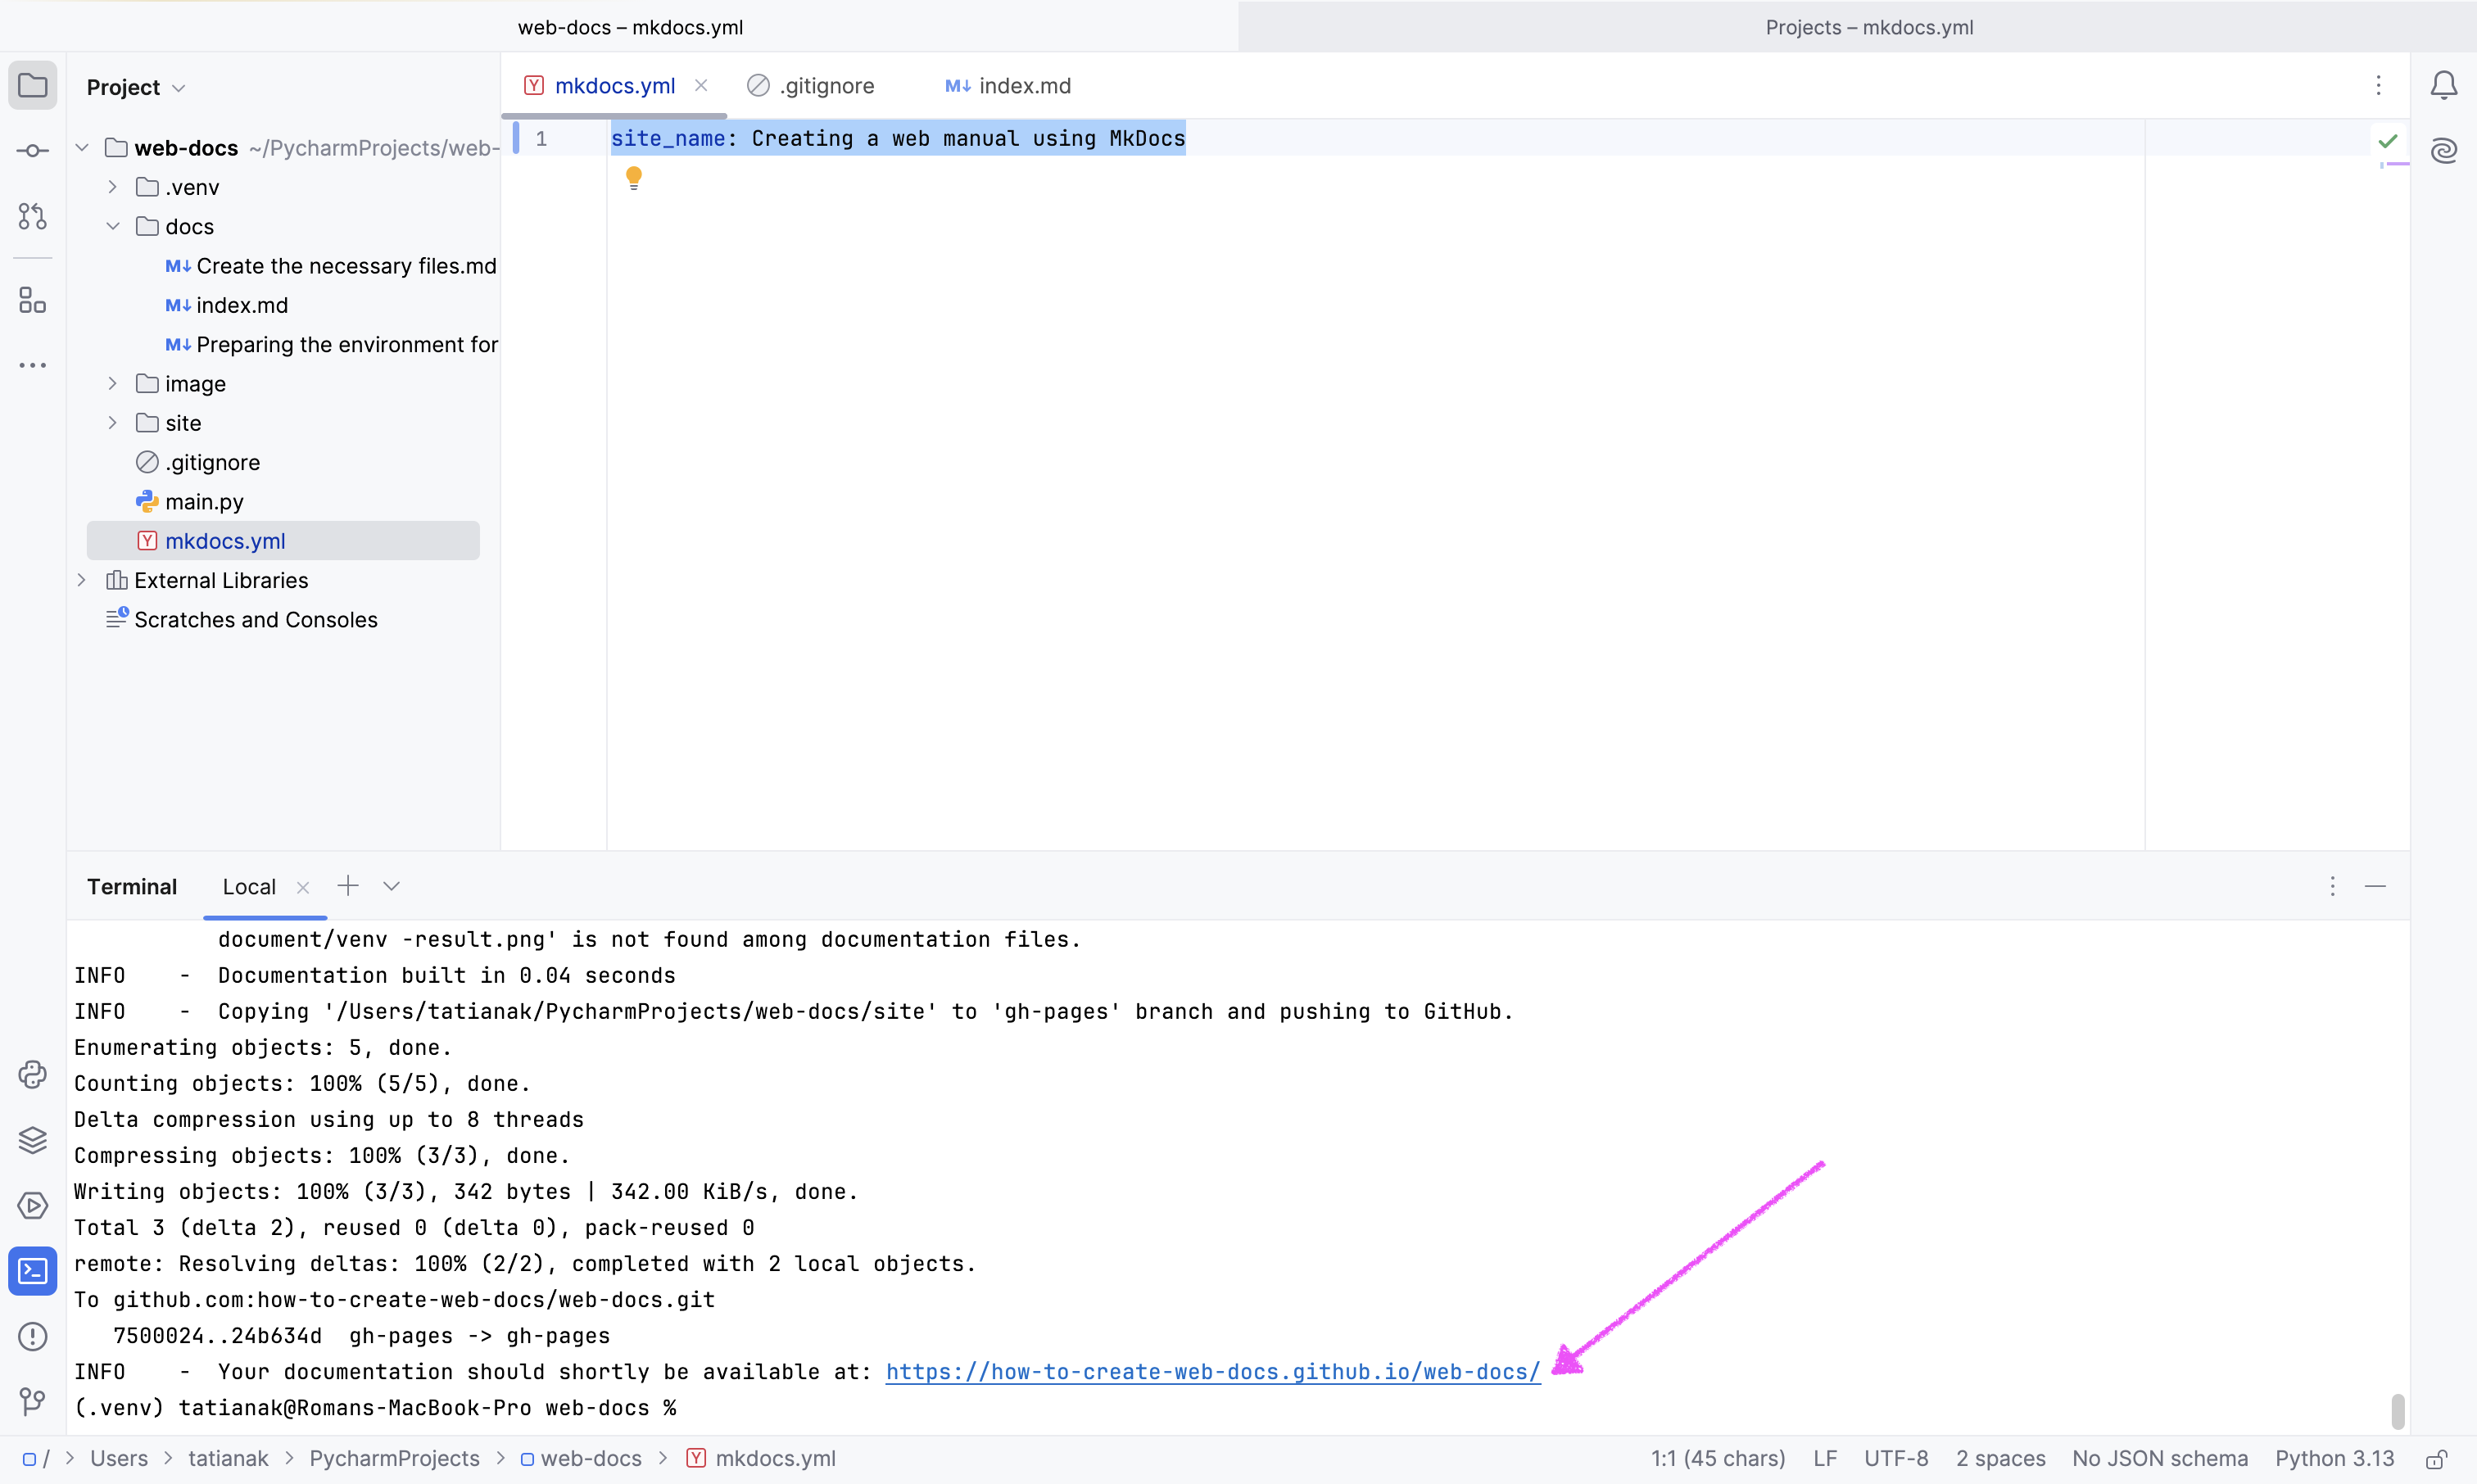 web-docs – mkdocs.yml
Projects – mkdocs.yml
Project
mkdocs.yml
.gitignore
M↓ index.md
web-docs ~/PycharmProjects/web-
.venv
docs
M↓ Create the necessary files.md
M↓ index.md
M↓ Preparing the environment for
image
site
.gitignore
main.py
Y mkdocs.yml
External Libraries
Scratches and Consoles
1 site_name: Creating a web manual using MkDocs
Terminal Local
document/venv -result.png' is not found among documentation files.
INFO - Documentation built in 0.04 seconds
INFO - Copying '/Users/tatianak/PycharmProjects/web-docs/site' to 'gh-pages' branch and pushing to GitHub.
Enumerating objects: 5, done.
Counting objects: 100% (5/5), done.
Delta compression using up to 8 threads
Compressing objects: 100% (3/3), done.
Writing objects: 100% (3/3), 342 bytes | 342.00 KiB/s, done.
Total 3 (delta 2), reused 0 (delta 0), pack-reused 0
remote: Resolving deltas: 100% (2/2), completed with 2 local objects.
To github.com:how-to-create-web-docs/web-docs.git
7500024..24b634d gh-pages -> gh-pages
INFO - Your documentation should shortly be available at: https://how-to-create-web-docs.github.io/web-docs/
(.venv) tatianak@Romans-MacBook-Pro web-docs %
/ > Users > tatianak > PycharmProjects > web-docs > Y mkdocs.yml
1:1 (45 chars) LF UTF-8 2 spaces No JSON schema Python 3.13